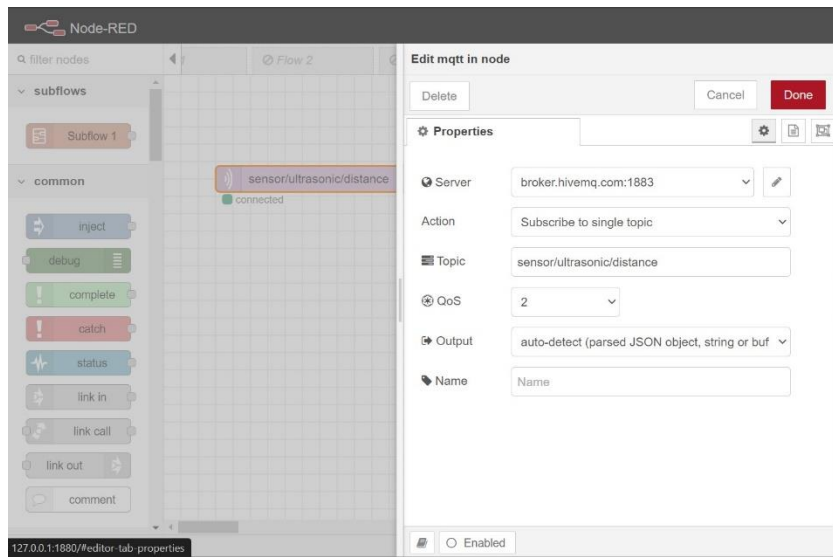 Node-RED
filter nodes
Flow 2
subflows
Subflow 1
common
inject
debug
complete
catch
status
link in
link call
link out
comment
sensor/ultrasonic/distance
connected
127.0.0.1:1880/#editor-tab-properties
Edit mqtt in node
Delete
Cancel
Done
Properties
Server
broker.hivemq.com:1883
Action
Subscribe to single topic
Topic
sensor/ultrasonic/distance
QoS
2
Output
auto-detect (parsed JSON object, string or buf
Name
Name
Enabled